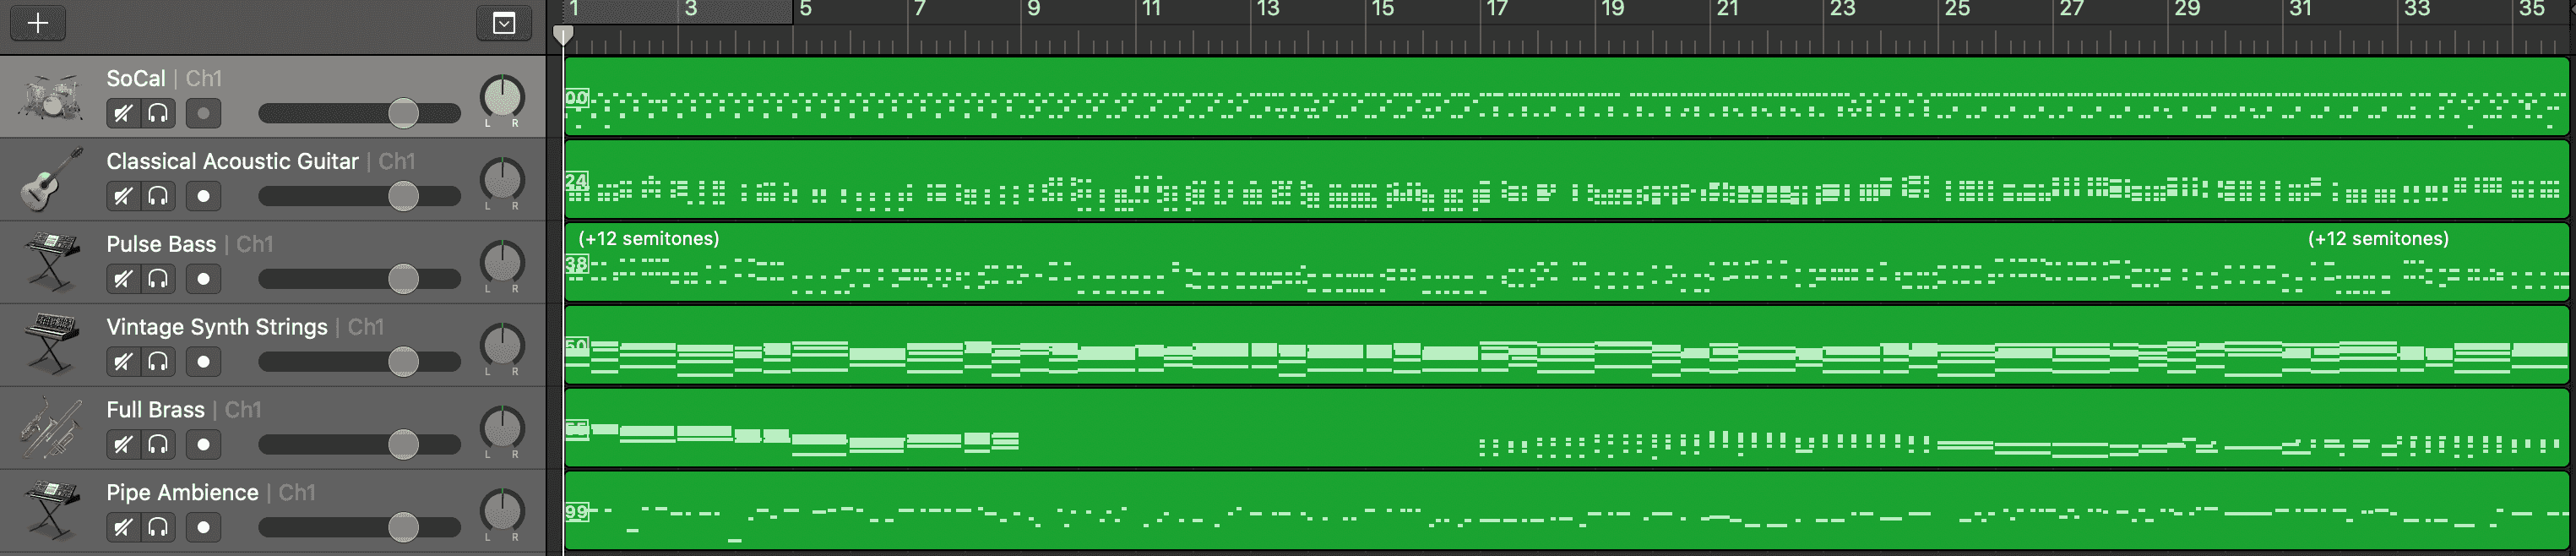 1 3 5 7 9 11 13 15 17 19 21 23 25 27 29 31 33 35
SoCal | Ch1
L R
00
Classical Acoustic Guitar | Ch1
L R
24
Pulse Bass | Ch1
L R
(+12 semitones) (+12 semitones)
38
Vintage Synth Strings | Ch1
L R
50
Full Brass | Ch1
L R
Pipe Ambience | Ch1
L R
99